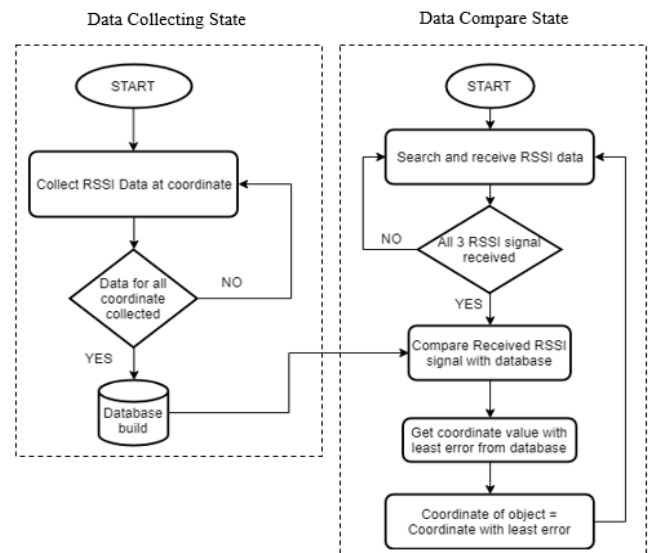 Data Collecting State
START
Collect RSSI Data at coordinate
Data for all
coordinate
collected
NO
YES
Database
build
Data Compare State
START
Search and receive RSSI data
All 3 RSSI signal
received
NO
YES
Compare Received RSSI
signal with database
Get coordinate value with
least error from database
Coordinate of object =
Coordinate with least error